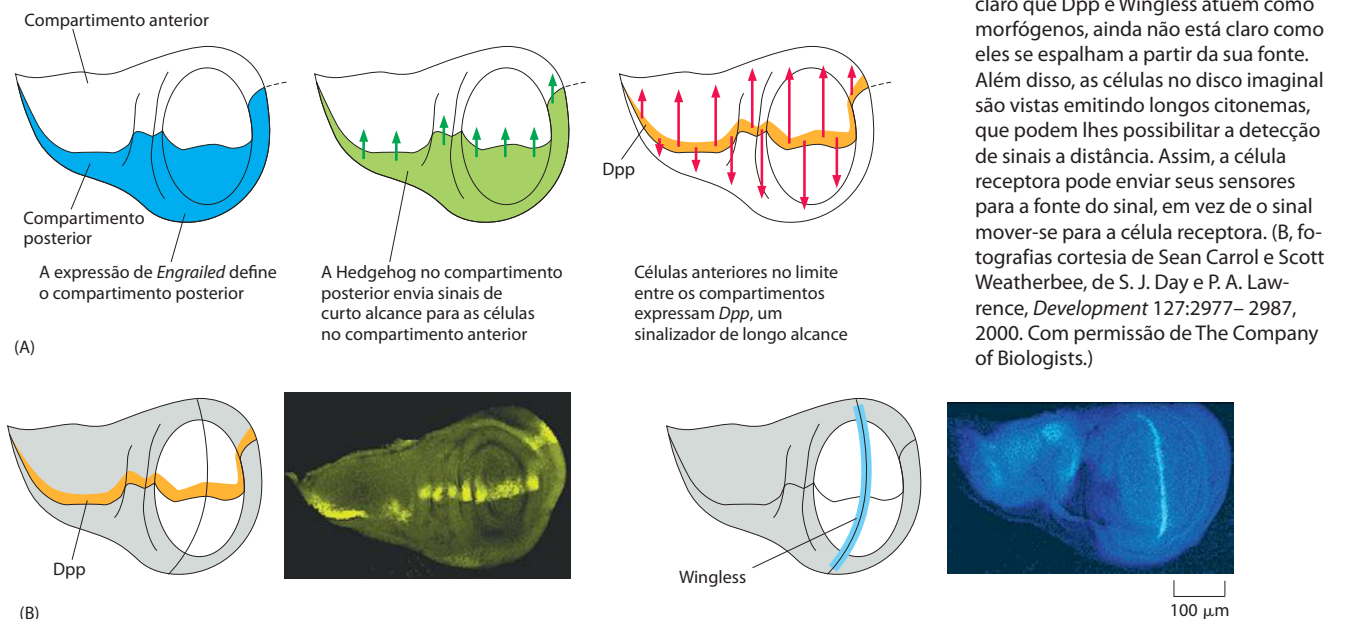 Compartimento anterior
Compartimento
posterior
A expressão de Engrailed define
o compartimento posterior
A Hedgehog no compartimento
posterior envia sinais de
curto alcance para as células
no compartimento anterior
Dpp
Células anteriores no limite
entre os compartimentos
expressam Dpp, um
sinalizador de longo alcance
(A)
claro que Dpp e Wingless atuem como
morfógenos, ainda não está claro como
eles se espalham a partir da sua fonte.
Além disso, as células no disco imaginal
são vistas emitindo longos citonemas,
que podem lhes possibilitar a detecção
de sinais a distância. Assim, a célula
receptora pode enviar seus sensores
para a fonte do sinal, em vez de o sinal
mover-se para a célula receptora. (B, fo-
tografias cortesia de Sean Carrol e Scott
Weatherbee, de S. J. Day e P. A. Law-
rence, Development 127:2977– 2987,
2000. Com permissão de The Company
of Biologists.)
Dpp
Wingless
100 µm
(B)